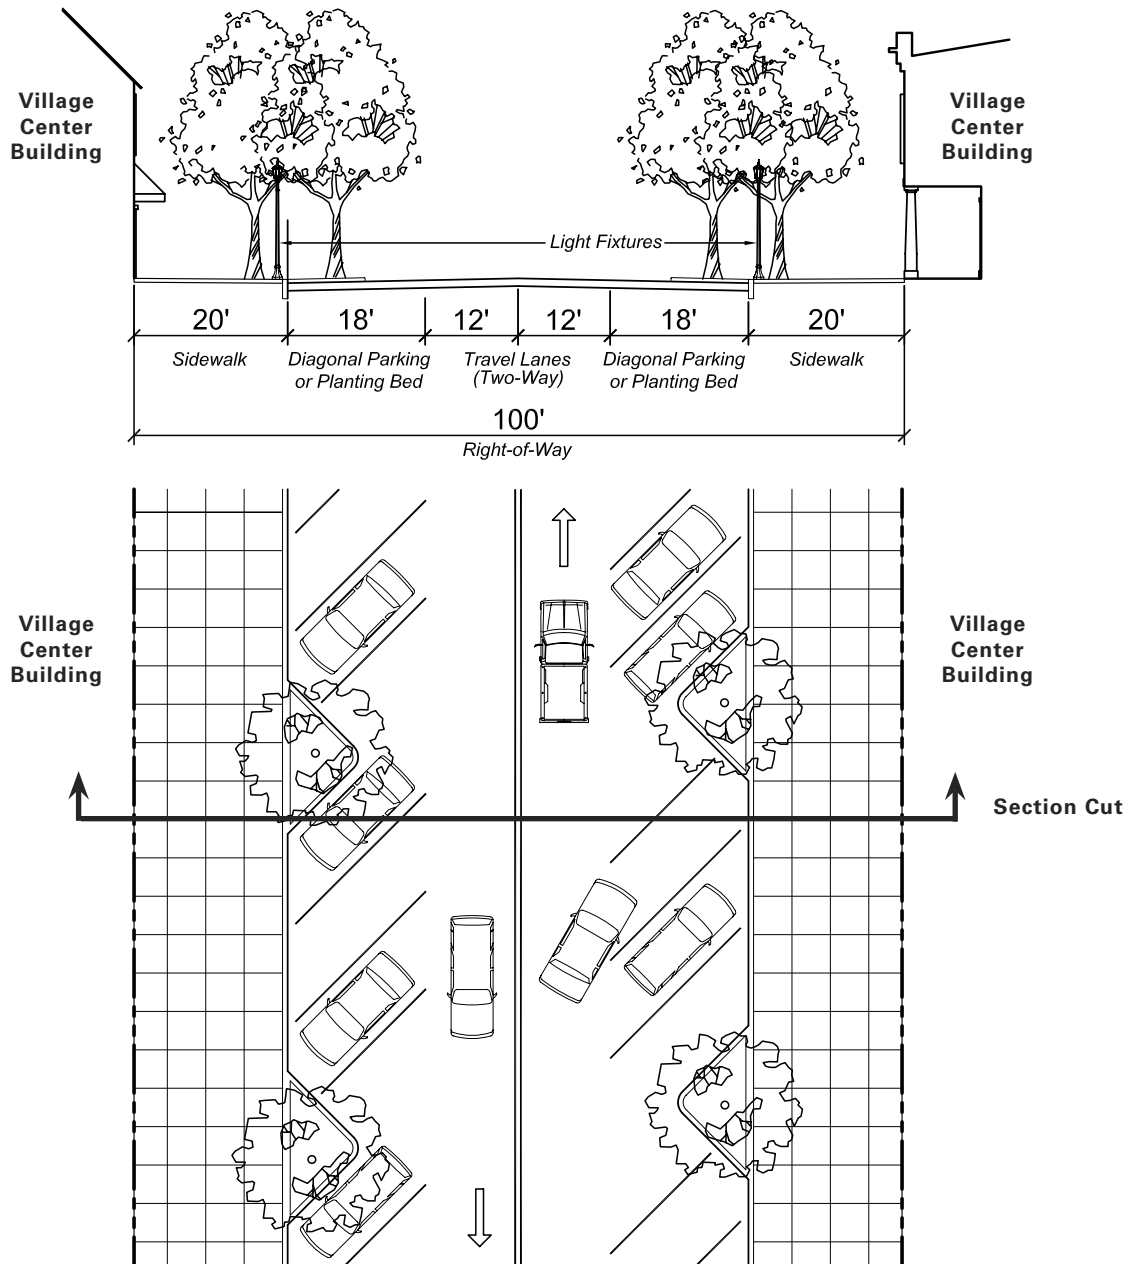 Village
Center
Building
Village
Center
Building
Light Fixtures
20' 18' 12' 12' 18' 20'
Sidewalk Diagonal Parking Travel Lanes Diagonal Parking Sidewalk
or Planting Bed (Two-Way) or Planting Bed
100'
Right-of-Way
Village
Center
Building
Village
Center
Building
Section Cut